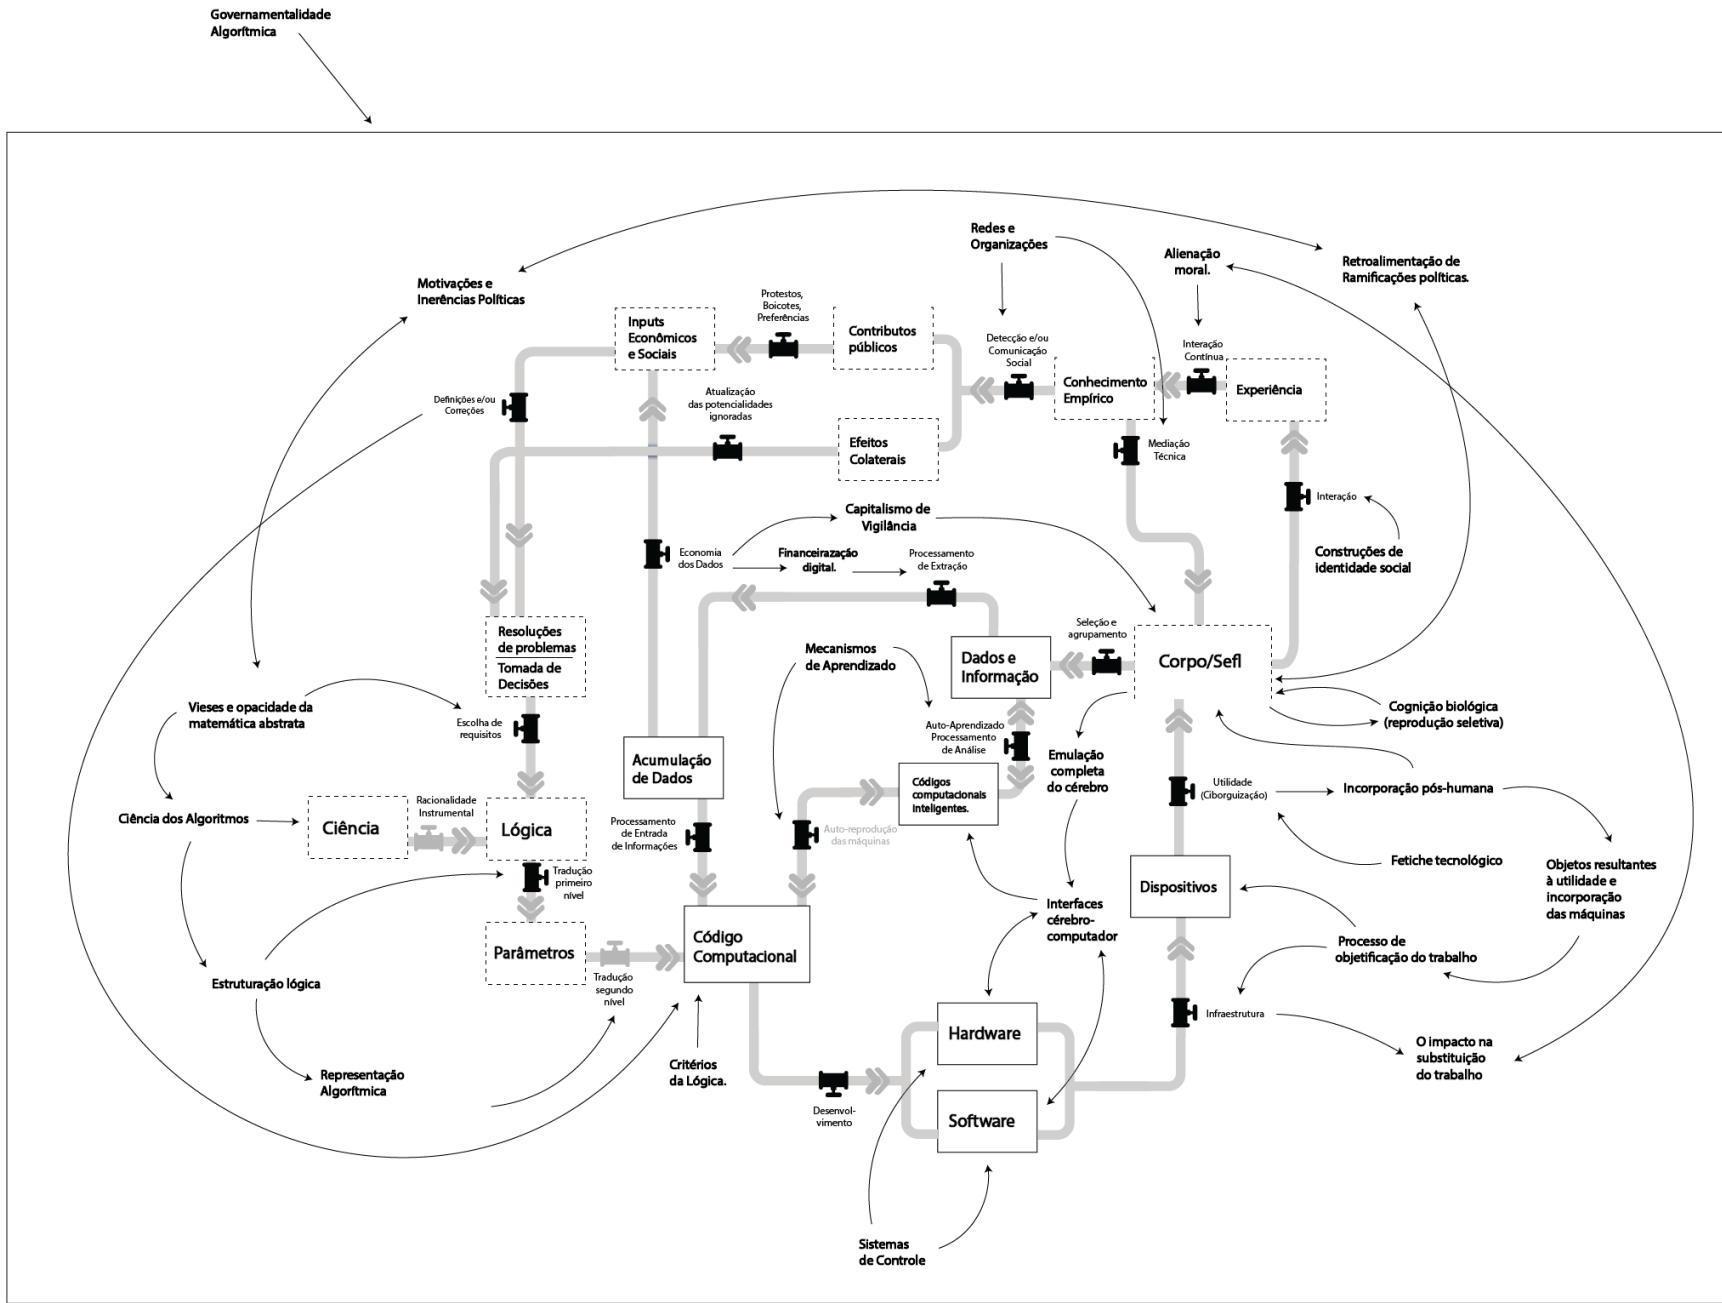 Governamentalidade
Algorítmica
Redes e
Organizações
Alienação
moral.
Retroalimentação de
Ramificações políticas.
Motivações e
Inerências Políticas
Protestos,
Boicotes,
Preferências
Inputs
Econômicos
e Sociais
Contributos
públicos
Detecção e/ou
Comunicação
Social
Interação
Contínua
Conhecimento
Empírico
Experiência
Definições e/ou
Correções
Atualização
das potencialidades
ignoradas
Efeitos
Colaterais
Mediação
Técnica
Interação
Capitalismo de
Vigilância
Economia
dos Dados
Financeirazação
digital.
Processamento
de Extração
Construções de
identidade social
Resoluções
de problemas
Tomada de
Decisões
Mecanismos
de Aprendizado
Dados e
Informação
Seleção e
agrupamento
Corpo/Sefl
Vieses e opacidade da
matemática abstrata
Escolha de
requisitos
Cognição biológica
(reprodução seletiva)
Auto-Aprendizado
Processamento
de Análise
Acumulação
de Dados
Emulação
completa
do cérebro
Códigos
computacionais
Inteligentes.
Utilidade
(Ciborguização)
Incorporação pós-humana
Ciência dos Algoritmos
Racionalidade
Instrumental
Ciência
Lógica
Processamento
de Entrada
de Informações
Auto-reprodução
das máquinas
Fetiche tecnológico
Objetos resultantes
à utilidade e
incorporação
das máquinas
Tradução
primeiro
nível
Dispositivos
Interfaces
cérebro-
computador
Parâmetros
Código
Computacional
Processo de
objetificação do trabalho
Estruturação lógica
Tradução
segundo
nível
Infraestrutura
Hardware
O impacto na
substituição
do trabalho
Representação
Algorítmica
Critérios
da Lógica.
Desenvol-
vimento
Software
Sistemas
de Controle